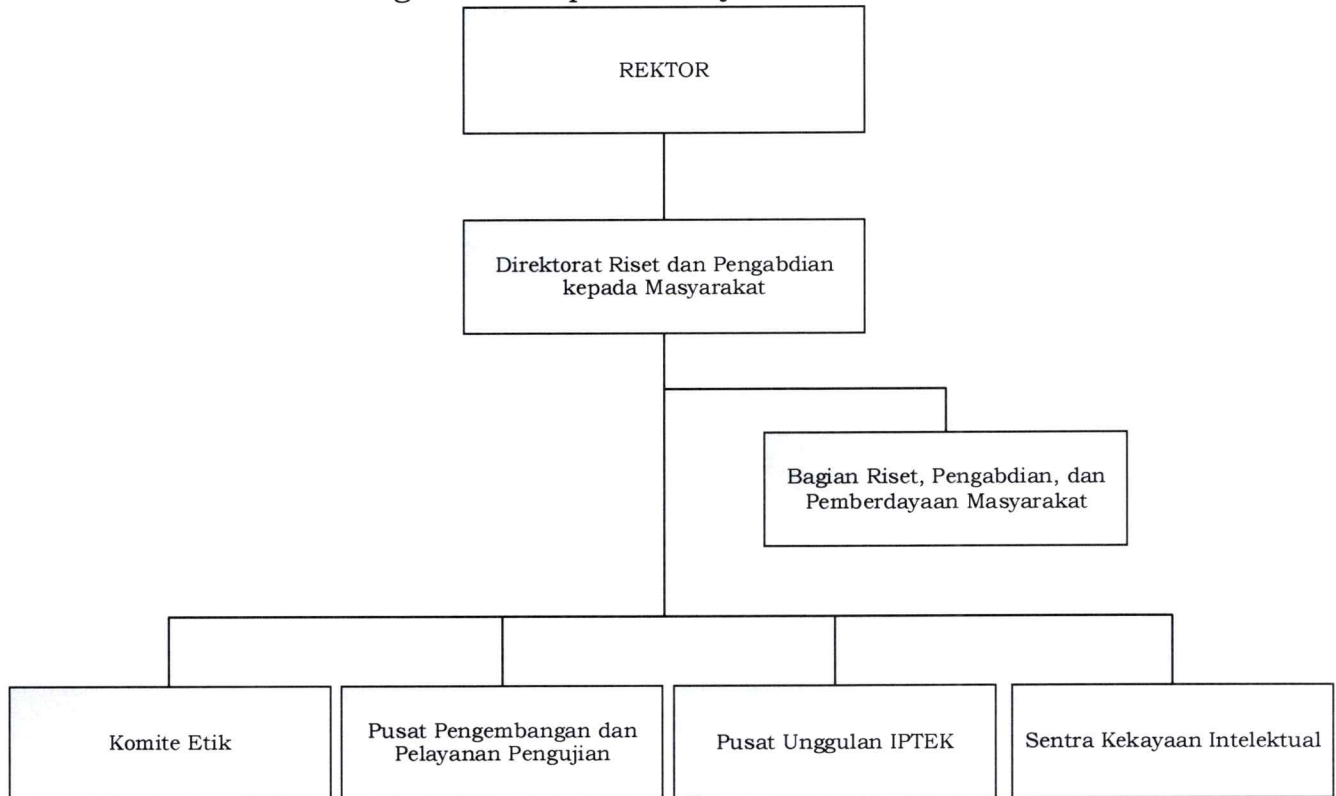 REKTOR
Direktorat Riset dan Pengabdian
kepada Masyarakat
Bagian Riset, Pengabdian, dan
Pemberdayaan Masyarakat
Komite Etik
Pusat Pengembangan dan
Pelayanan Pengujian
Pusat Unggulan IPTEK
Sentra Kekayaan Intelektual